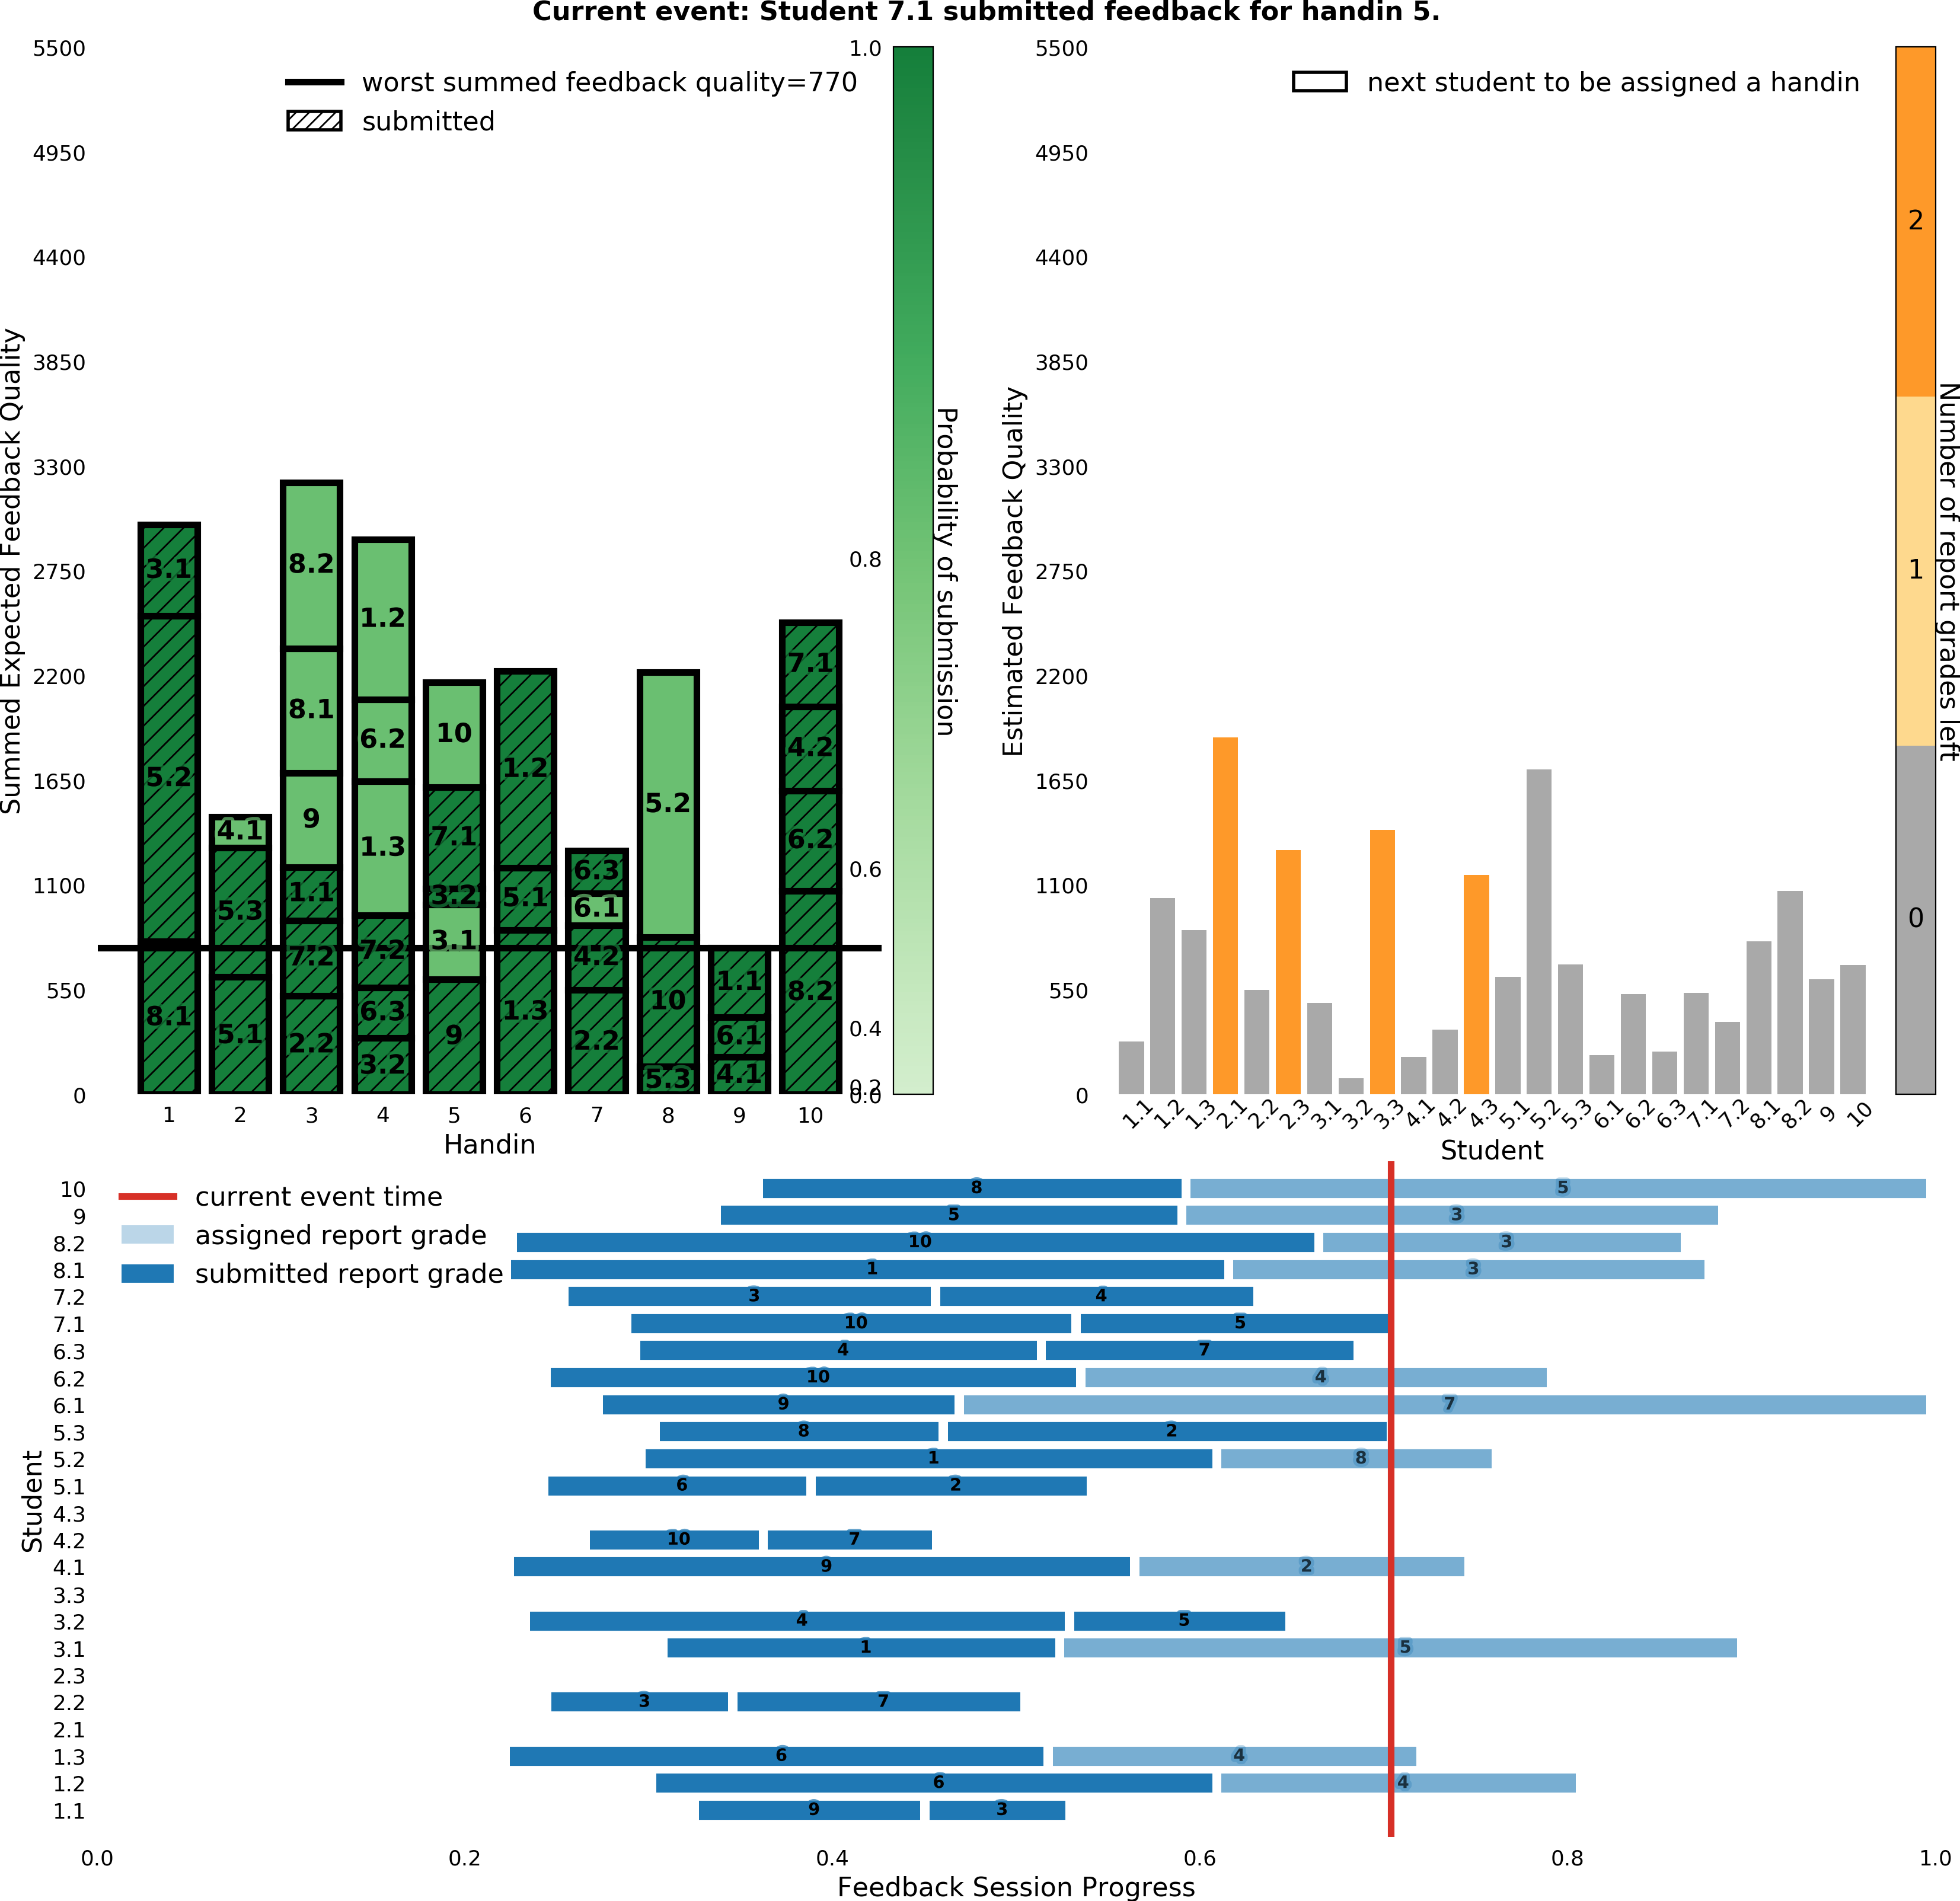 Current event: Student 7.1 submitted feedback for handin 5.
Summed Expected Feedback Quality
5500
4950
4400
3850
3300
2750
2200
1650
1100
550
0
worst summed feedback quality=770
submitted
3.1
5.2
8.1
4.1
5.3
5.1
8.2
8.1
9
1.1
7.2
2.2
1.2
6.2
1.3
7.2
6.3
3.2
10
7.1
3.2
3.1
9
1.2
5.1
1.3
6.3
6.1
4.2
2.2
5.2
10
5.3
1.1
6.1
4.1
7.1
4.2
6.2
8.2
1 2 3 4 5 6 7 8 9 10
Handin
1.0
0.8
0.6
0.4
0.2
0.0
Probability of submission
Estimated Feedback Quality
5500
4950
4400
3850
3300
2750
2200
1650
1100
550
0
next student to be assigned a handin
1.1 1.2 1.3 2.1 2.2 2.3 3.1 3.2 3.3 4.1 4.2 4.3 5.1 5.2 5.3 6.1 6.2 6.3 7.1 7.2 8.1 8.2 9 10
Student
2
1
0
Number of report grades left
current event time
assigned report grade
submitted report grade
Student
10 8 5
9 5 3
8.2 10 3
8.1 1 3
7.2 3 4
7.1 10 5
6.3 4 7
6.2 10 4
6.1 9 7
5.3 8 2
5.2 1 8
5.1 6 2
4.3
4.2 10 7
4.1 9 2
3.3
3.2 4 5
3.1 1 5
2.3
2.2 3 7
2.1
1.3 6 4
1.2 6 4
1.1 9 3
0.0 0.2 0.4 0.6 0.8 1.0
Feedback Session Progress